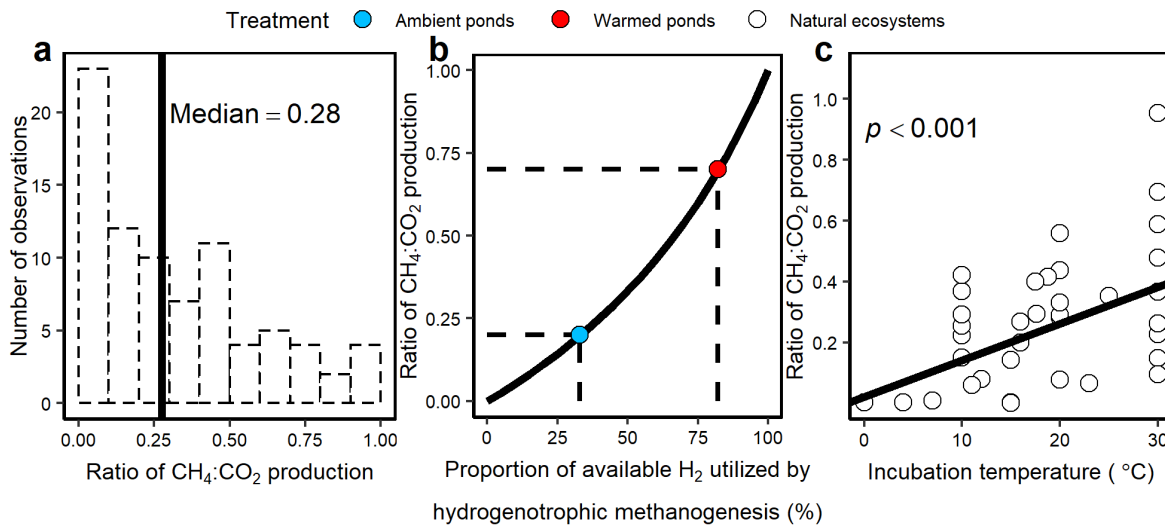 Treatment Ambient ponds Warmed ponds Natural ecosystems
a
Number of observations
20
15
10
5
0
Median = 0.28
0.00 0.25 0.50 0.75 1.00
Ratio of CH₄:CO₂ production
b
Ratio of CH₄:CO₂ production
1.00
0.75
0.50
0.25
0.00
0 25 50 75 100
Proportion of available H₂ utilized by
hydrogenotrophic methanogenesis (%)
c
Ratio of CH₄:CO₂ production
1.0
0.8
0.6
0.4
0.2
p < 0.001
0 10 20 30
Incubation temperature ( °C)